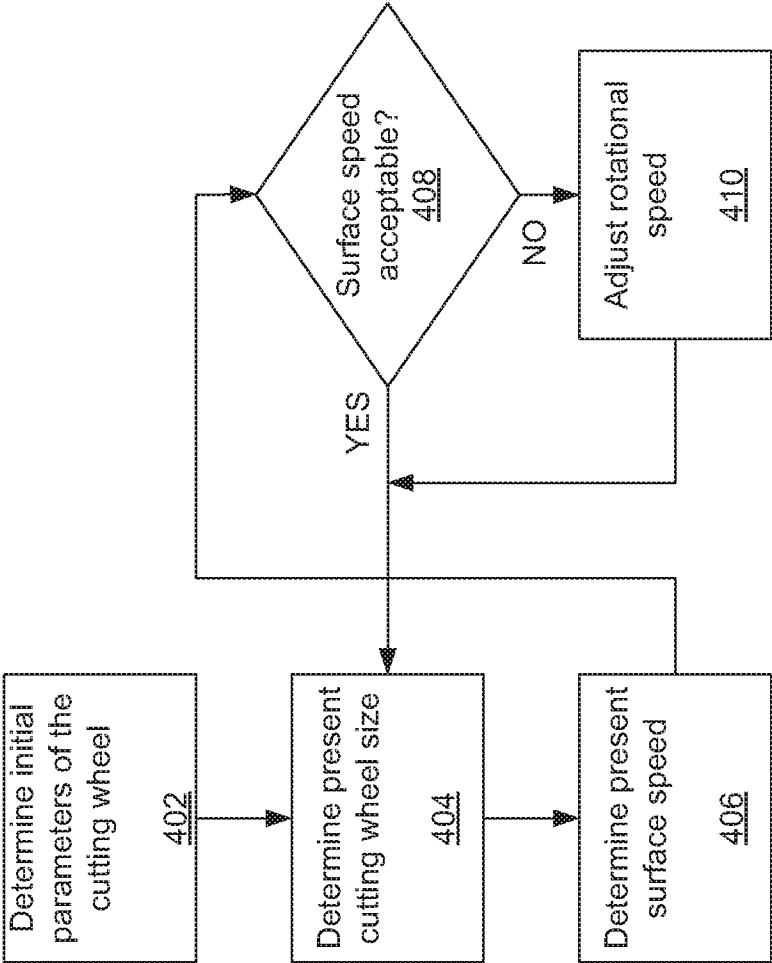 Determine initial
parameters of the
cutting wheel
402
Determine present
cutting wheel size
404
Determine present
surface speed
406
Surface speed
acceptable?
408
YES
NO
Adjust rotational
speed
410